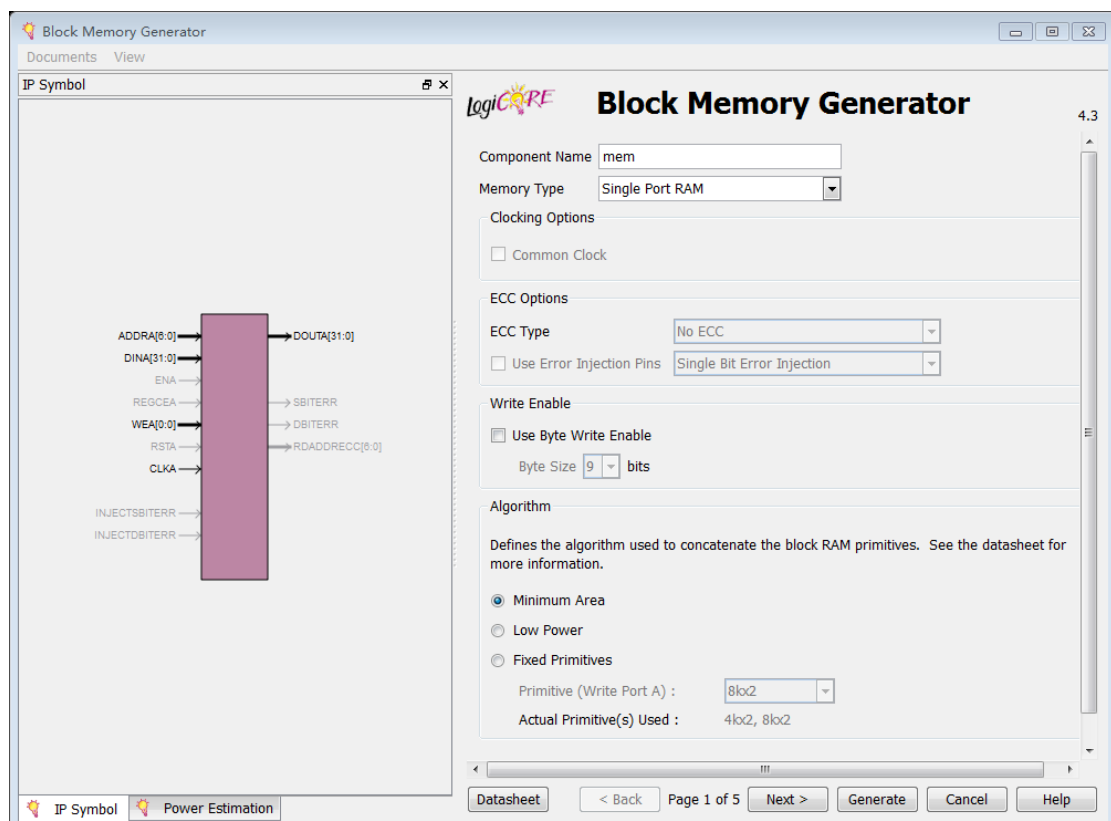 Block Memory Generator
Documents View
IP Symbol
ADDRA[6:0]
DINA[31:0]
ENA
REGCEA
WEA[0:0]
RSTA
CLKA
INJECTSBITERR
INJECTDBITERR
DOUTA[31:0]
SBITERR
DBITERR
RDADDRECC[6:0]
IP Symbol
Power Estimation
LogiCORE
Block Memory Generator
4.3
Component Name mem
Memory Type Single Port RAM
Clocking Options
Common Clock
ECC Options
ECC Type No ECC
Use Error Injection Pins Single Bit Error Injection
Write Enable
Use Byte Write Enable
Byte Size 9 bits
Algorithm
Defines the algorithm used to concatenate the block RAM primitives. See the datasheet for
more information.
Minimum Area
Low Power
Fixed Primitives
Primitive (Write Port A) : 8kx2
Actual Primitive(s) Used : 4kx2, 8kx2
Datasheet < Back Page 1 of 5 Next > Generate Cancel Help